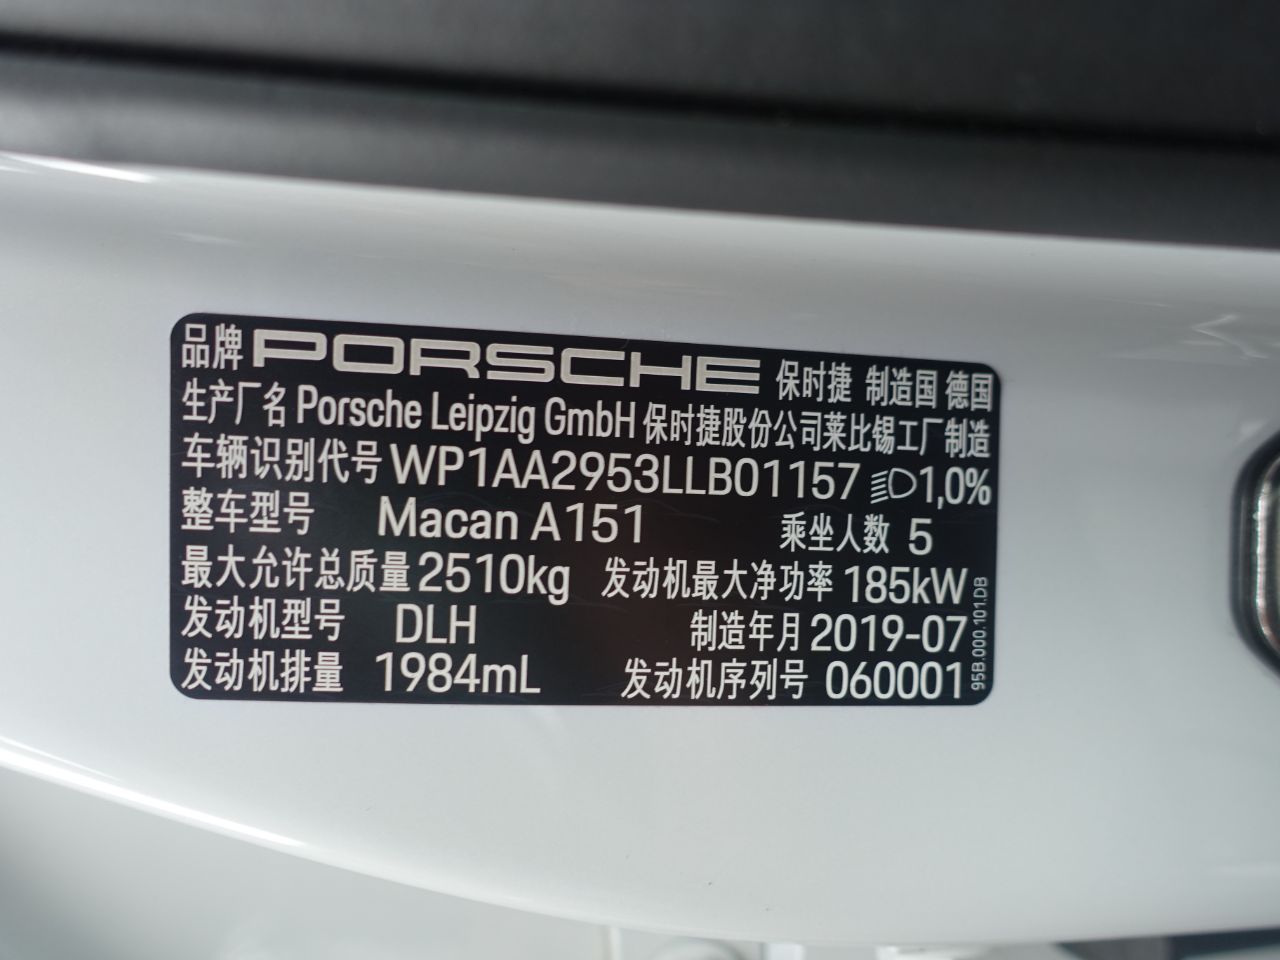 品牌 PORSCHE 保时捷 制造国 德国
生产厂名 Porsche Leipzig GmbH 保时捷股份公司莱比锡工厂制造
车辆识别代号 WP1AA2953LLB01157 1,0%
整车型号 Macan A151 乘坐人数 5
最大允许总质量 2510kg 发动机最大净功率 185kW
发动机型号 DLH 制造年月 2019-07
发动机排量 1984mL 发动机序列号 060001
95B.000.101.DB